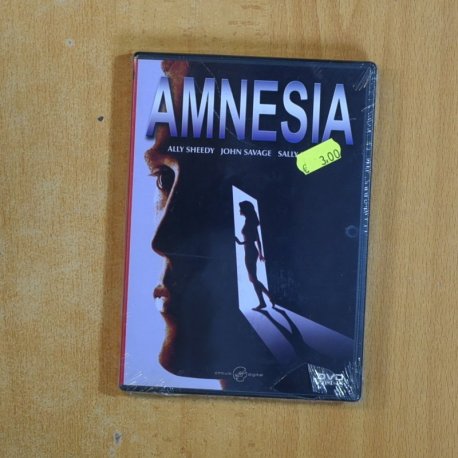 AMNESIA
ALLY SHEEDY JOHN SAVAGE SALLY
€ 3,00
DVD